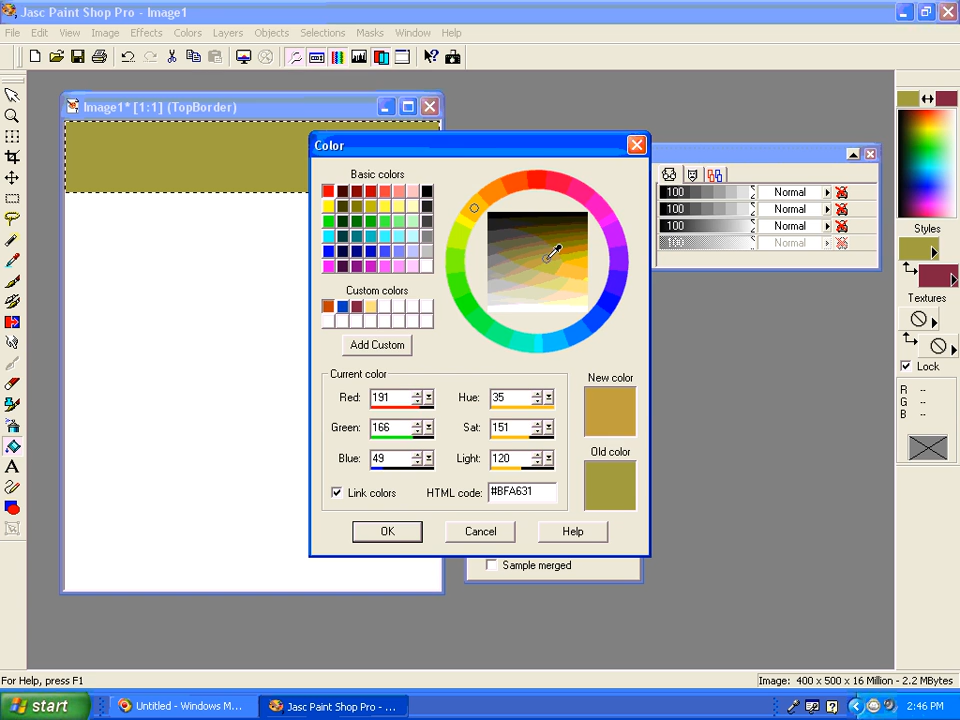 Jasc Paint Shop Pro - Image1
File Edit View Image Effects Colors Layers Objects Selections Masks Window Help
Image1* [1:1] (TopBorder)
Color
Basic colors
Custom colors
Add Custom
Current color
Red: 191 Hue: 35
Green: 166 Sat: 151
Blue: 49 Light: 120
Link colors HTML code: #BFA631
New color
Old color
OK Cancel Help
Sample merged
100 Normal
100 Normal
100 Normal
100 Normal
Styles
Textures
Lock
R --
G --
B --
For Help, press F1
Image: 400 x 500 x 16 Million - 2.2 MBytes
start Untitled - Windows M... Jasc Paint Shop Pro - ... 2:46 PM